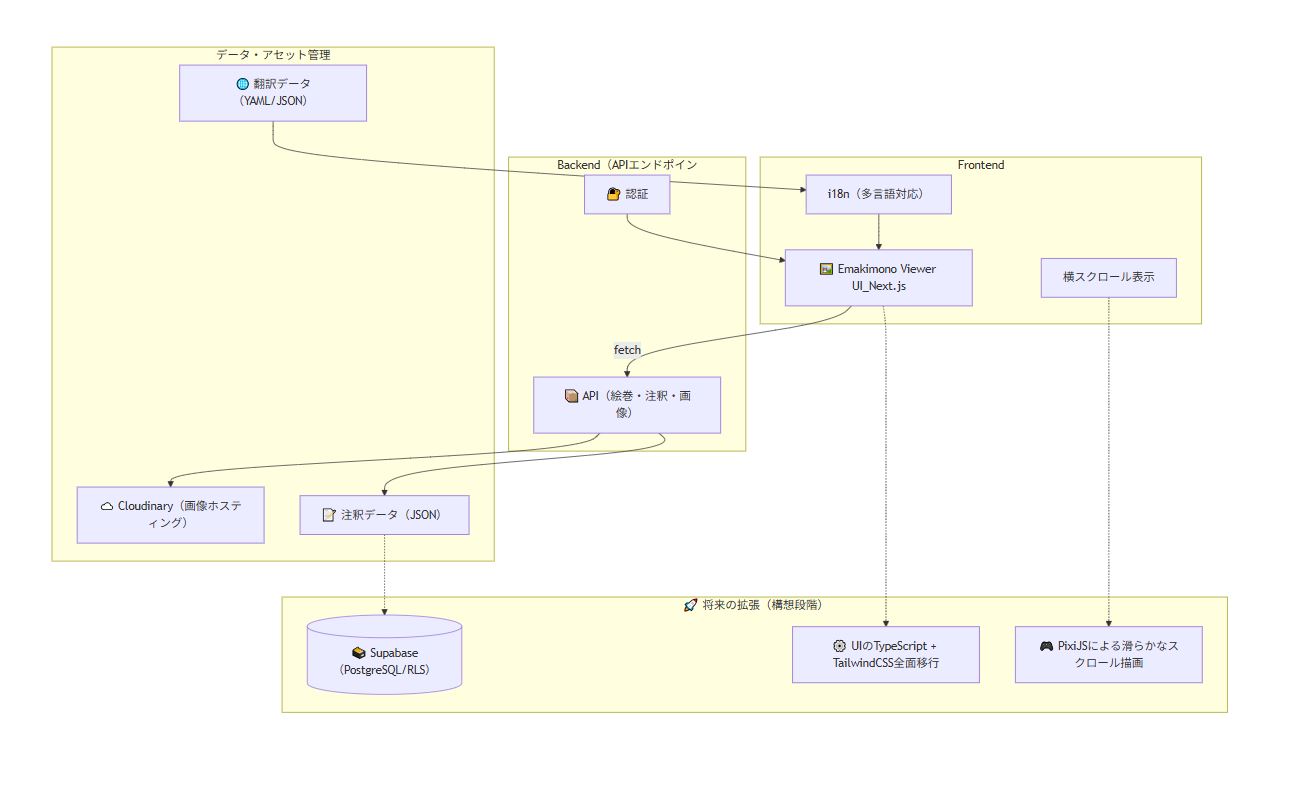 データ・アセット管理
🌐 翻訳データ
（YAML/JSON）
Backend（APIエンドポイン
🔐 認証
Frontend
i18n（多言語対応）
🖼️ Emakimono Viewer
UI_Next.js
横スクロール表示
fetch
📦 API（絵巻・注釈・画
像）
☁ Cloudinary（画像ホスティ
ィング）
📝 注釈データ（JSON）
🚀 将来の拡張（構想段階）
🗳 Supabase
（PostgreSQL/RLS）
⚙ UIのTypeScript +
TailwindCSS全面移行
🎮 PixiJSによる滑らかなス
クロール描画